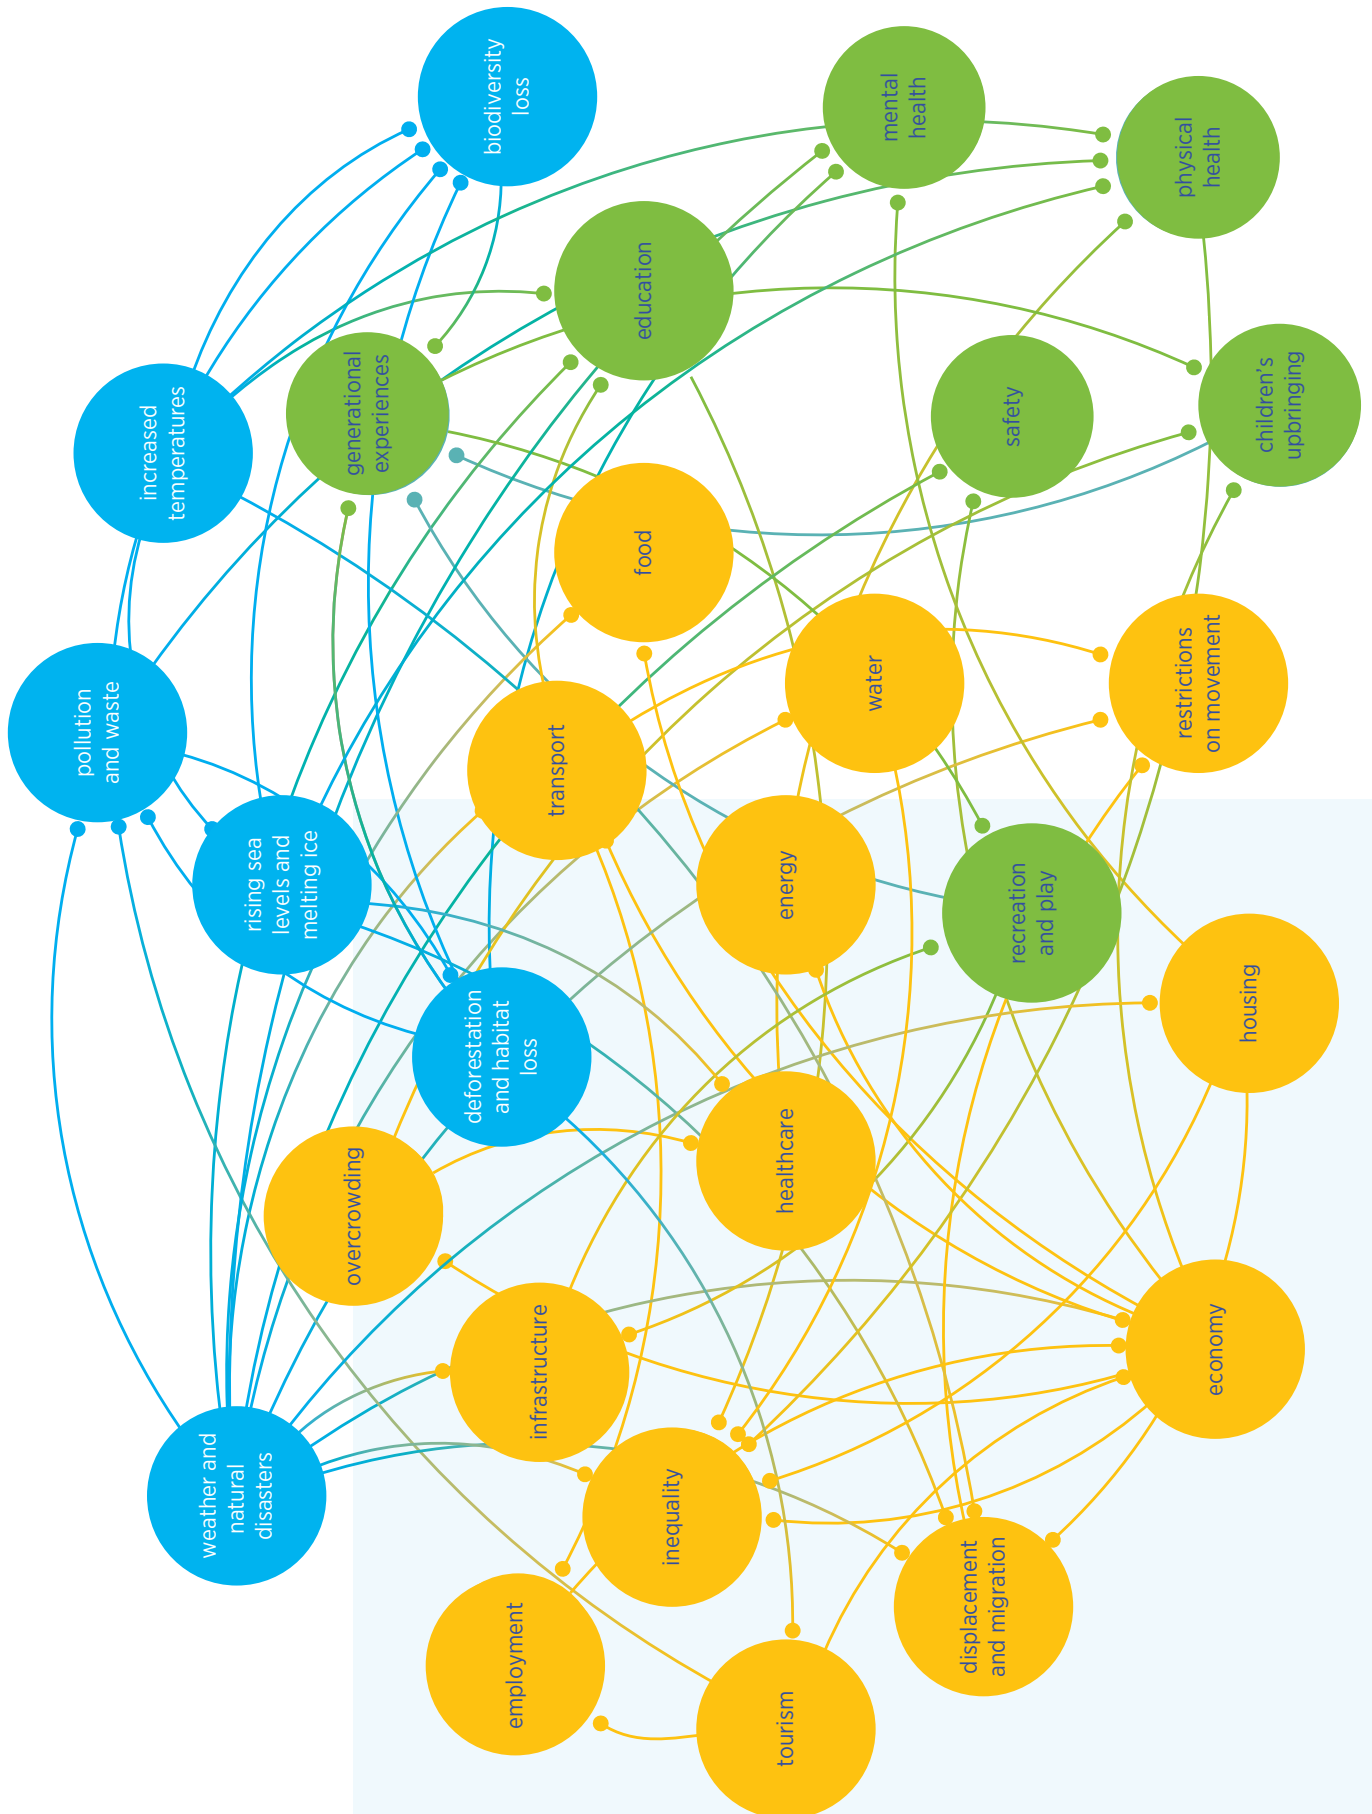 weather and
natural
disasters
pollution
and waste
increased
temperatures
rising sea
levels and
melting ice
overcrowding
generational
experiences
deforestation
and habitat
loss
biodiversity
loss
employment
infrastructure
transport
inequality
food
education
tourism
healthcare
energy
water
mental
health
displacement
and migration
safety
recreation
and play
restrictions
on movement
physical
health
economy
housing
children's
upbringing